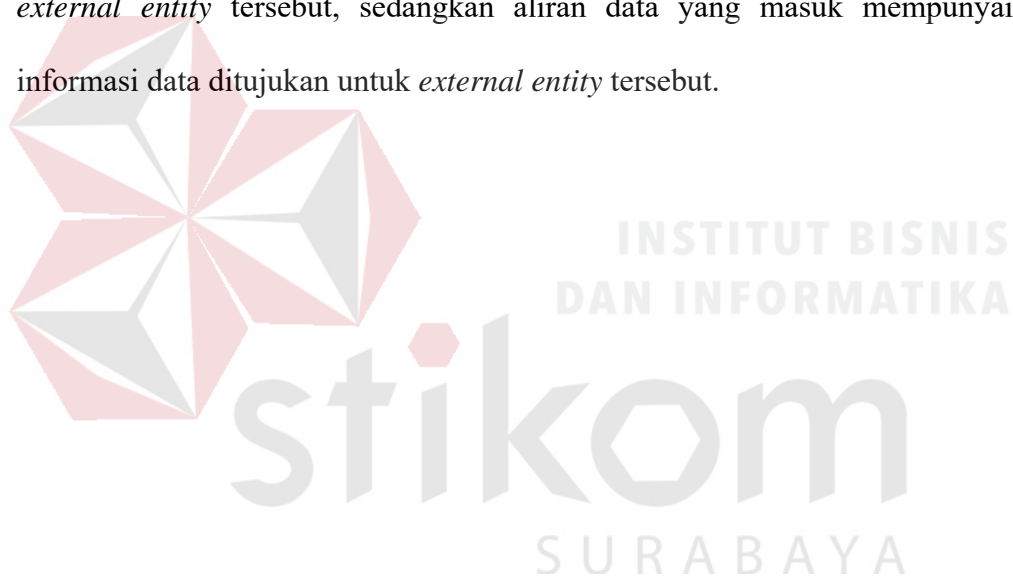 external entity tersebut, sedangkan aliran data yang masuk mempunyai
informasi data ditujukan untuk external entity tersebut.
INSTITUT BISNIS
DAN INFORMATIKA
stikom
SURABAYA